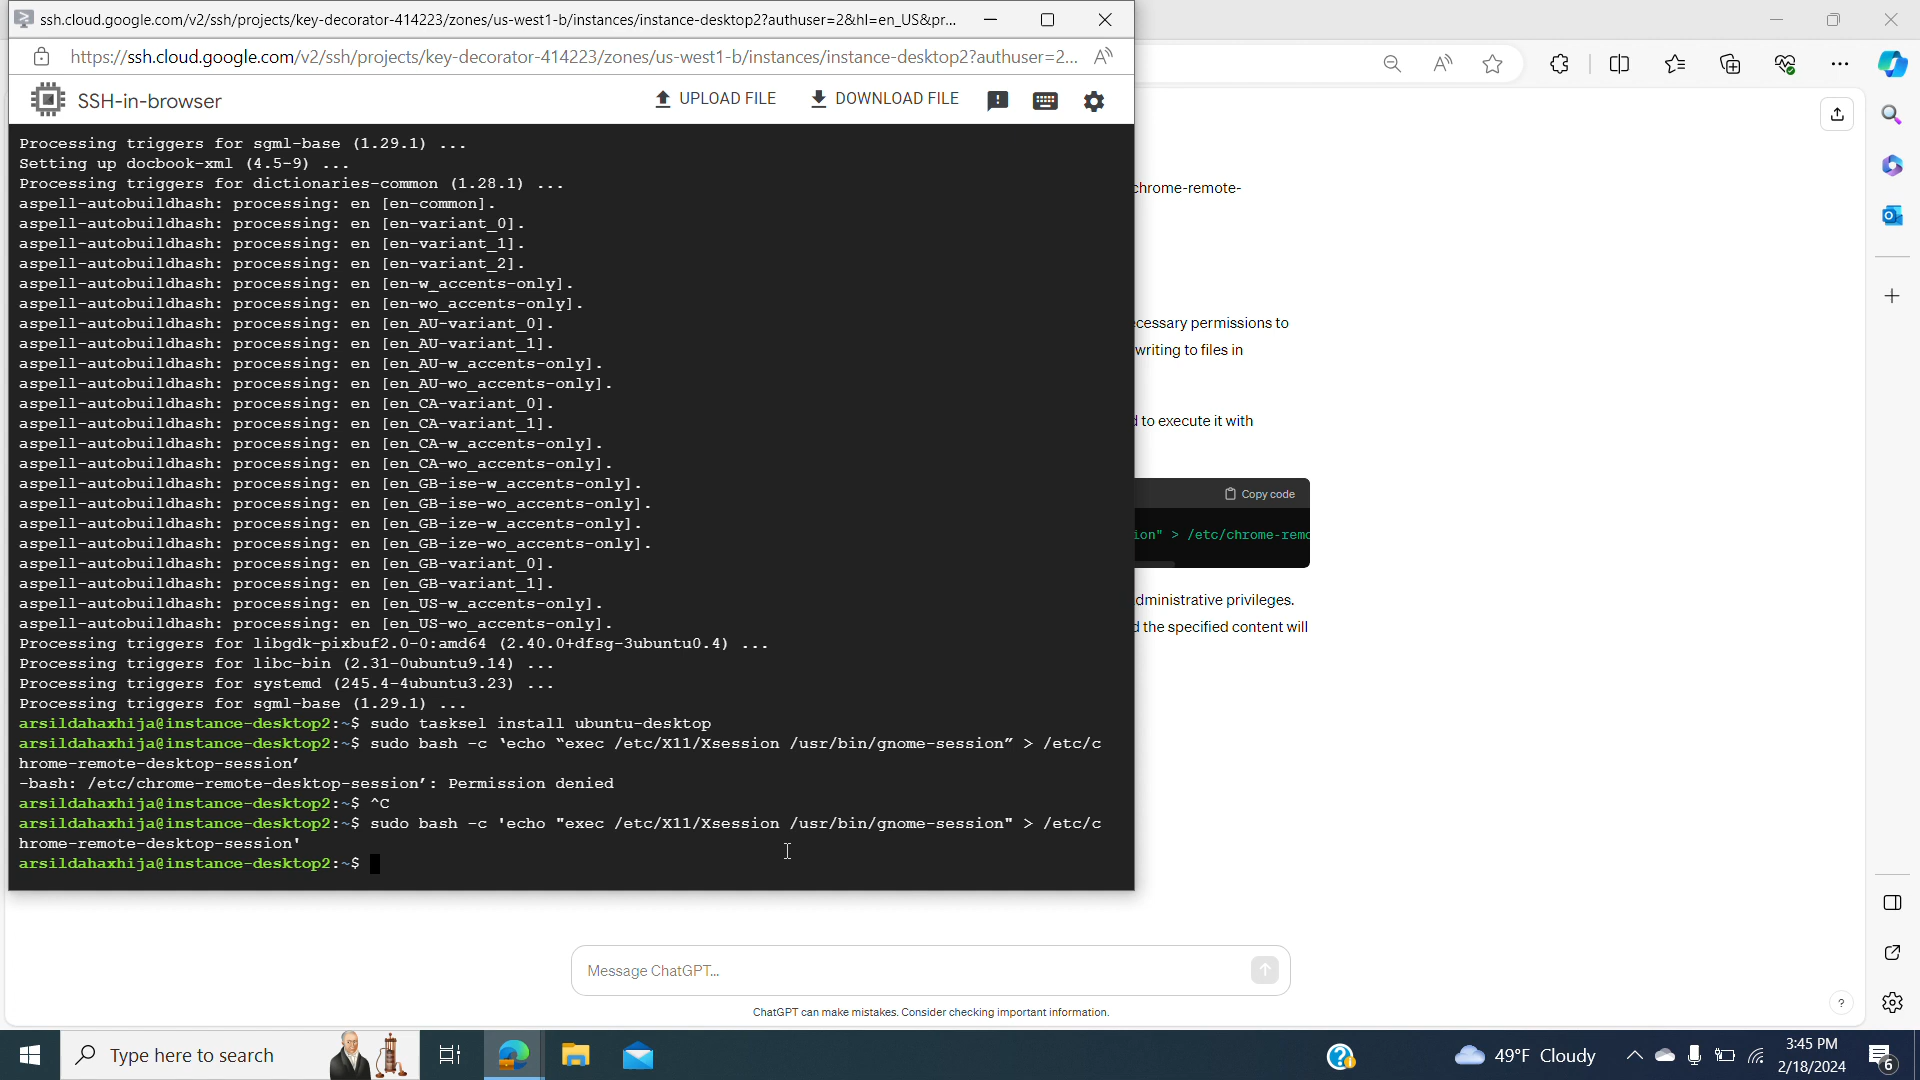 ssh.cloud.google.com/v2/ssh/projects/key-decorator-414223/zones/us-west1-b/instances/instance-desktop2?authuser=2&hl=en_US&pr...
https://ssh.cloud.google.com/v2/ssh/projects/key-decorator-414223/zones/us-west1-b/instances/instance-desktop2?authuser=2...
SSH-in-browser
UPLOAD FILE
DOWNLOAD FILE
Processing triggers for sgml-base (1.29.1) ...
Setting up docbook-xml (4.5-9) ...
Processing triggers for dictionaries-common (1.28.1) ...
aspell-autobuildhash: processing: en [en-common].
aspell-autobuildhash: processing: en [en-variant_0].
aspell-autobuildhash: processing: en [en-variant_1].
aspell-autobuildhash: processing: en [en-variant_2].
aspell-autobuildhash: processing: en [en-w_accents-only].
aspell-autobuildhash: processing: en [en-wo_accents-only].
aspell-autobuildhash: processing: en [en_AU-variant_0].
aspell-autobuildhash: processing: en [en_AU-variant_1].
aspell-autobuildhash: processing: en [en_AU-w_accents-only].
aspell-autobuildhash: processing: en [en_AU-wo_accents-only].
aspell-autobuildhash: processing: en [en_CA-variant_0].
aspell-autobuildhash: processing: en [en_CA-variant_1].
aspell-autobuildhash: processing: en [en_CA-w_accents-only].
aspell-autobuildhash: processing: en [en_CA-wo_accents-only].
aspell-autobuildhash: processing: en [en_GB-ise-w_accents-only].
aspell-autobuildhash: processing: en [en_GB-ise-wo_accents-only].
aspell-autobuildhash: processing: en [en_GB-ize-w_accents-only].
aspell-autobuildhash: processing: en [en_GB-ize-wo_accents-only].
aspell-autobuildhash: processing: en [en_GB-variant_0].
aspell-autobuildhash: processing: en [en_GB-variant_1].
aspell-autobuildhash: processing: en [en_US-w_accents-only].
aspell-autobuildhash: processing: en [en_US-wo_accents-only].
Processing triggers for libgdk-pixbuf2.0-0:amd64 (2.40.0+dfsg-3ubuntu0.4) ...
Processing triggers for libc-bin (2.31-0ubuntu9.14) ...
Processing triggers for systemd (245.4-4ubuntu3.23) ...
Processing triggers for sgml-base (1.29.1) ...
arsildahaxhija@instance-desktop2:~$ sudo tasksel install ubuntu-desktop
arsildahaxhija@instance-desktop2:~$ sudo bash -c ‘echo “exec /etc/X11/Xsession /usr/bin/gnome-session” > /etc/c
hrome-remote-desktop-session’
-bash: /etc/chrome-remote-desktop-session’: Permission denied
arsildahaxhija@instance-desktop2:~$ ^C
arsildahaxhija@instance-desktop2:~$ sudo bash -c 'echo "exec /etc/X11/Xsession /usr/bin/gnome-session" > /etc/c
hrome-remote-desktop-session'
arsildahaxhija@instance-desktop2:~$
chrome-remote-
cessary permissions to
writing to files in
d to execute it with
Copy code
ion" > /etc/chrome-remo
dministrative privileges.
d the specified content will
Message ChatGPT...
ChatGPT can make mistakes. Consider checking important information.
?
Type here to search
49°F Cloudy
3:45 PM
2/18/2024
6